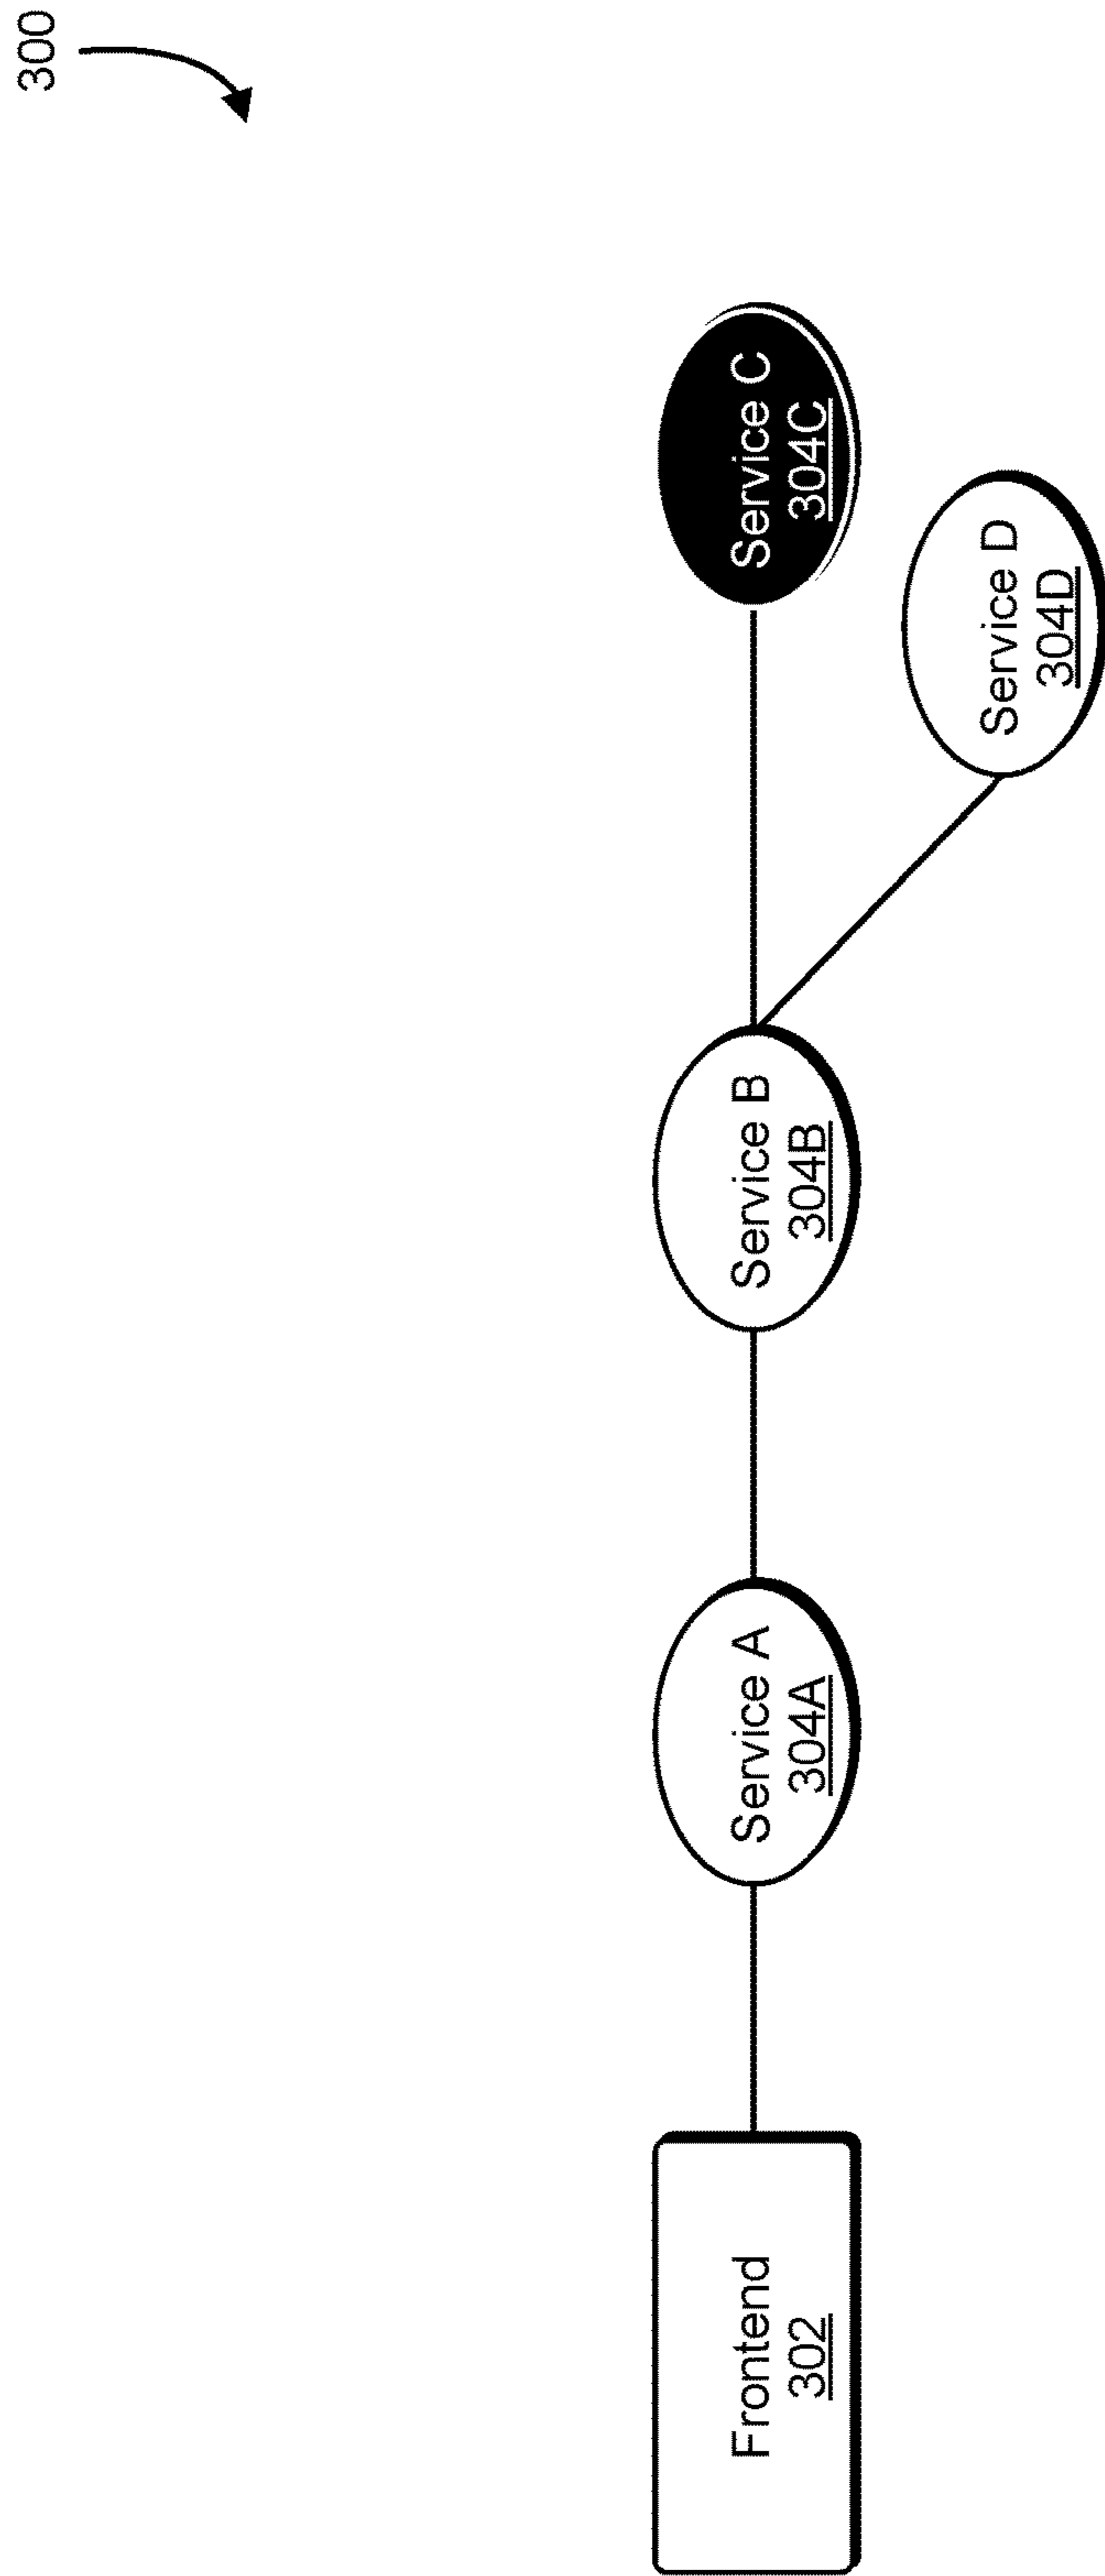 300
Frontend
302
Service A
304A
Service B
304B
Service C
304C
Service D
304D